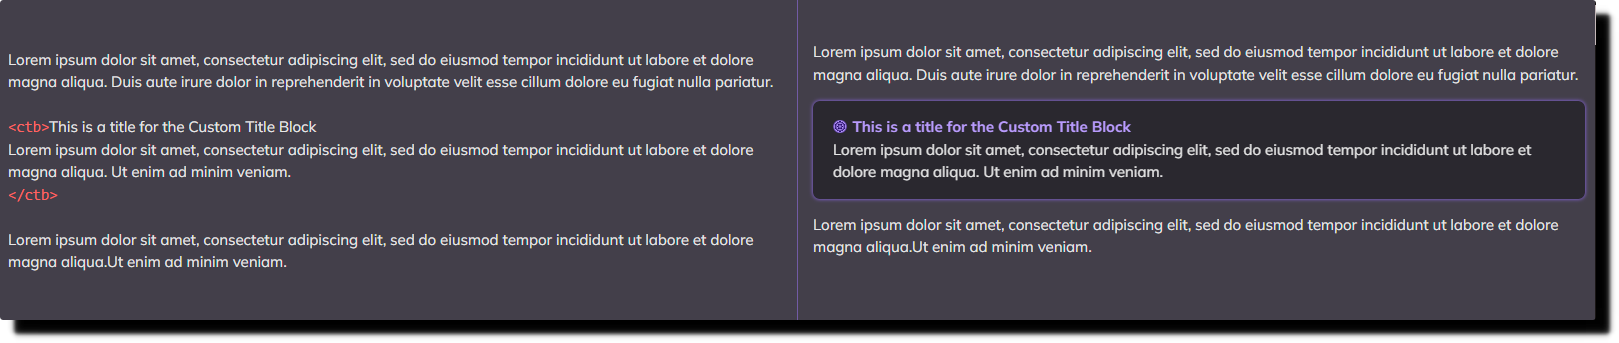 Lorem ipsum dolor sit amet, consectetur adipiscing elit, sed do eiusmod tempor incididunt ut labore et dolore
magna aliqua. Duis aute irure dolor in reprehenderit in voluptate velit esse cillum dolore eu fugiat nulla pariatur.
<ctb>This is a title for the Custom Title Block
Lorem ipsum dolor sit amet, consectetur adipiscing elit, sed do eiusmod tempor incididunt ut labore et dolore
magna aliqua. Ut enim ad minim veniam.
</ctb>
Lorem ipsum dolor sit amet, consectetur adipiscing elit, sed do eiusmod tempor incididunt ut labore et dolore
magna aliqua.Ut enim ad minim veniam.
Lorem ipsum dolor sit amet, consectetur adipiscing elit, sed do eiusmod tempor incididunt ut labore et dolore
magna aliqua. Duis aute irure dolor in reprehenderit in voluptate velit esse cillum dolore eu fugiat nulla pariatur.
This is a title for the Custom Title Block
Lorem ipsum dolor sit amet, consectetur adipiscing elit, sed do eiusmod tempor incididunt ut labore et
dolore magna aliqua. Ut enim ad minim veniam.
Lorem ipsum dolor sit amet, consectetur adipiscing elit, sed do eiusmod tempor incididunt ut labore et dolore
magna aliqua.Ut enim ad minim veniam.